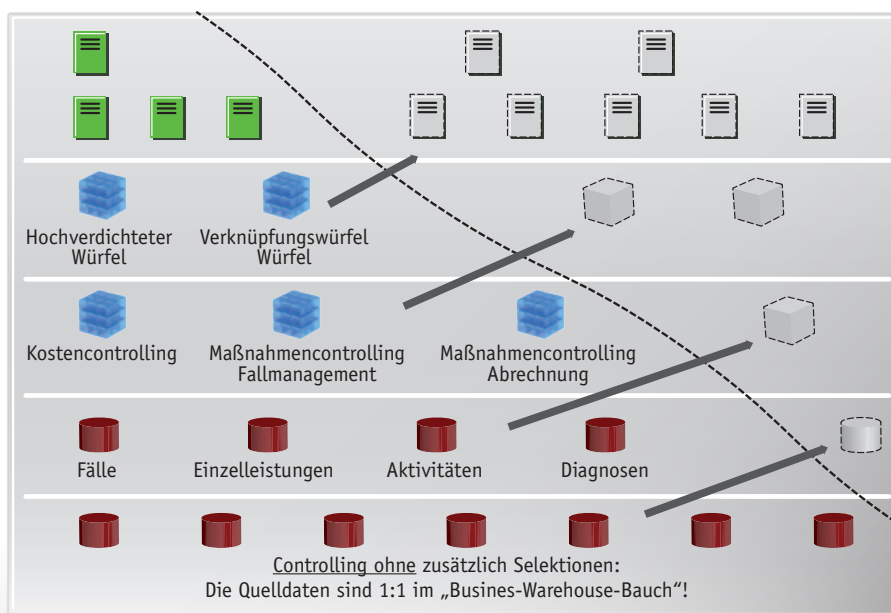 Hochverdichteter Würfel
Verknüpfungswürfel Würfel
Kostencontrolling
Maßnahmencontrolling Fallmanagement
Maßnahmencontrolling Abrechnung
Fälle
Einzelleistungen
Aktivitäten
Diagnosen
Controlling ohne zusätzlich Selektionen:
Die Quelldaten sind 1:1 im „Busines-Warehouse-Bauch“!